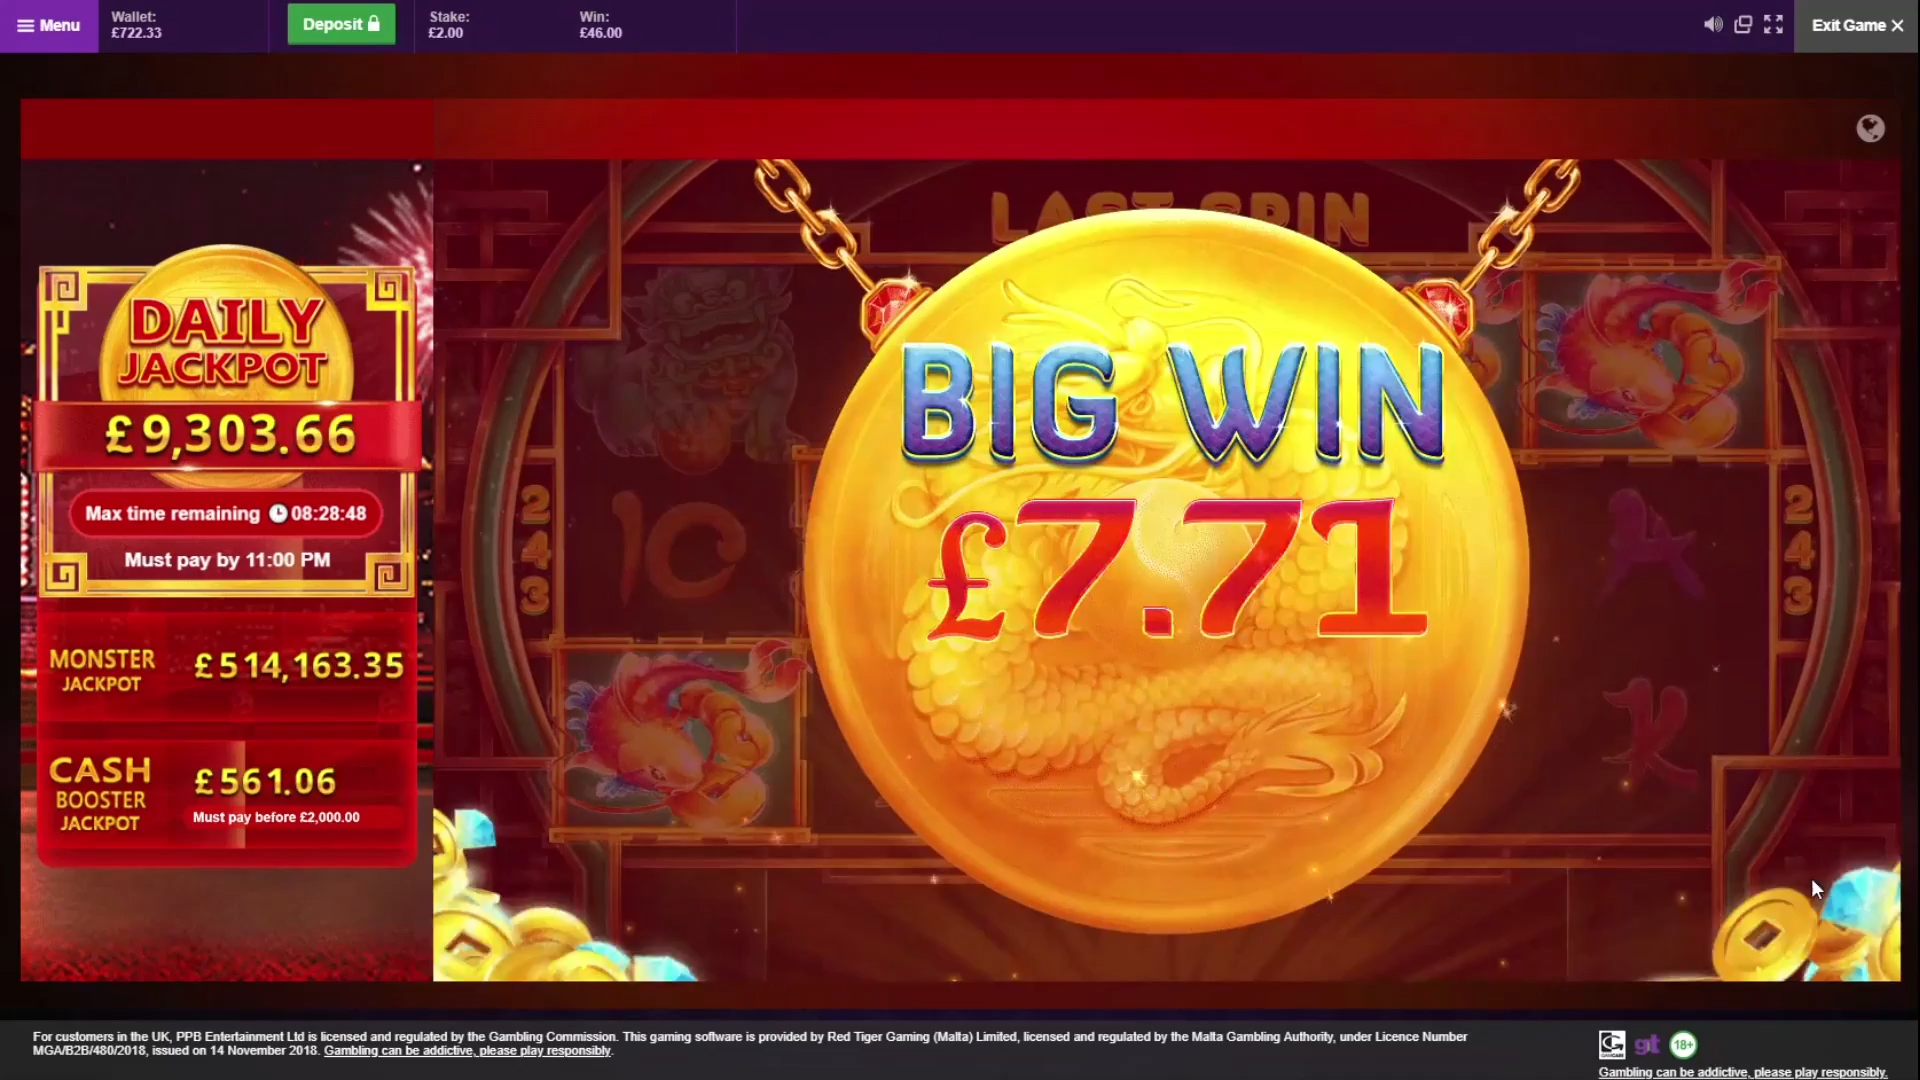 Menu
Wallet:
£722.33
Deposit
Stake:
£2.00
Win:
£46.00
Exit Game
LAST SPIN
DAILY
JACKPOT
£9,303.66
Max time remaining 08:28:48
Must pay by 11:00 PM
MONSTER
JACKPOT
£514,163.35
CASH
BOOSTER
JACKPOT
£561.06
Must pay before £2,000.00
243
10
BIG WIN
£7.71
A
K
243
For customers in the UK, PPB Entertainment Ltd is licensed and regulated by the Gambling Commission. This gaming software is provided by Red Tiger Gaming (Malta) Limited, licensed and regulated by the Malta Gambling Authority, under Licence Number
MGA/B2B/480/2018, issued on 14 November 2018. Gambling can be addictive, please play responsibly.
gt
18+
Gambling can be addictive, please play responsibly.